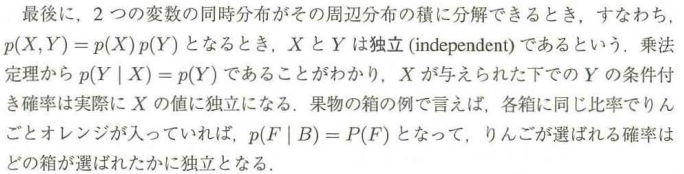 最後に，2 つの変数の同時分布がその周辺分布の積に分解できるとき，すなわち，
p(X, Y) = p(X) p(Y) となるとき，X と Y は独立 (independent) であるという．乗法
定理から p(Y | X) = p(Y) であることがわかり，X が与えられた下での Y の条件付
き確率は実際に X の値に独立になる．果物の箱の例で言えば，各箱に同じ比率でりん
ごとオレンジが入っていれば，p(F | B) = P(F) となって，りんごが選ばれる確率は
どの箱が選ばれたかに独立となる．